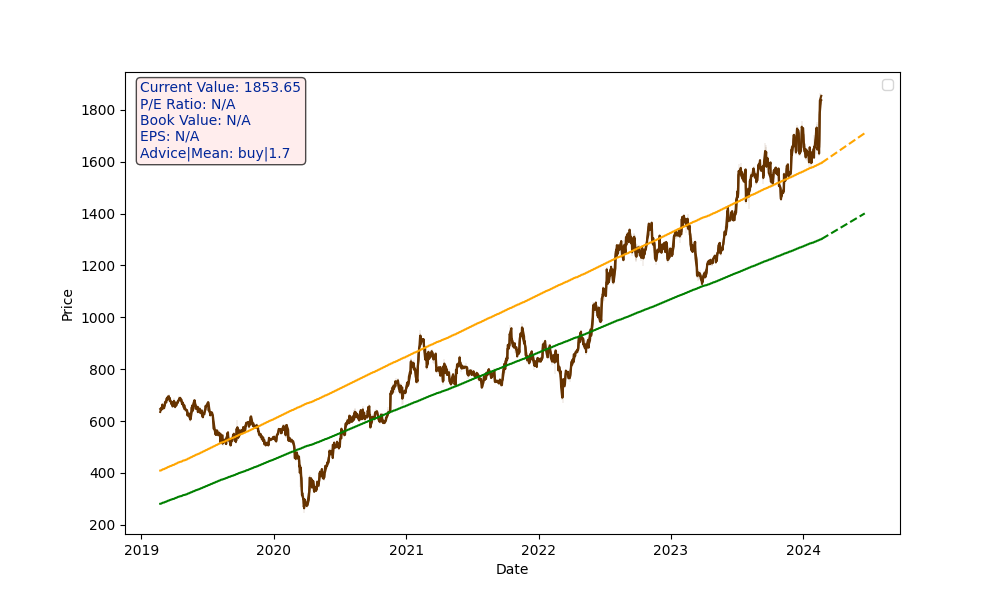 Current Value: 1853.65
P/E Ratio: N/A
Book Value: N/A
EPS: N/A
Advice|Mean: buy|1.7
1800
1600
1400
1200
1000
800
600
400
200
Price
2019 2020 2021 2022 2023 2024
Date